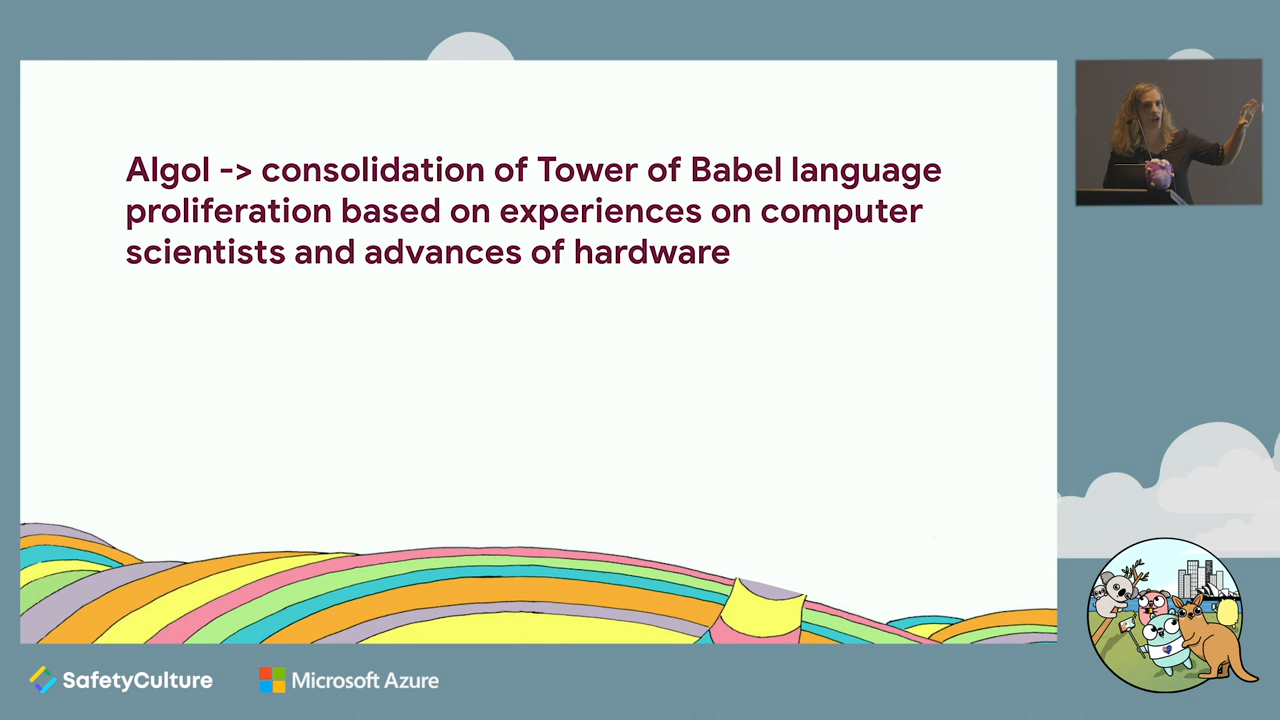 Algol -> consolidation of Tower of Babel language
proliferation based on experiences on computer
scientists and advances of hardware
SafetyCulture
Microsoft Azure